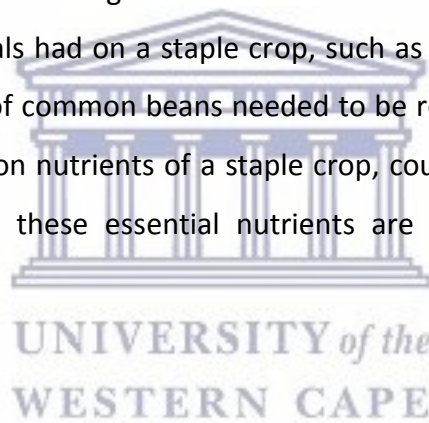 als had on a staple crop, such as
of common beans needed to be r
on nutrients of a staple crop, cou
these essential nutrients are
UNIVERSITY of the
WESTERN CAPE